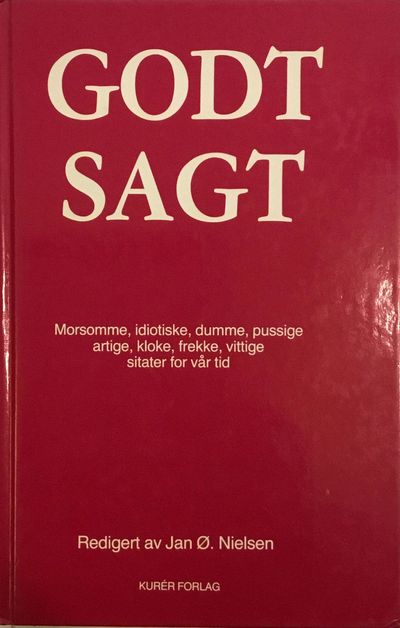 GODT
SAGT
Morsomme, idiotiske, dumme, pussige
artige, kloke, frekke, vittige
sitater for vår tid
Redigert av Jan Ø. Nielsen
KURÉR FORLAG